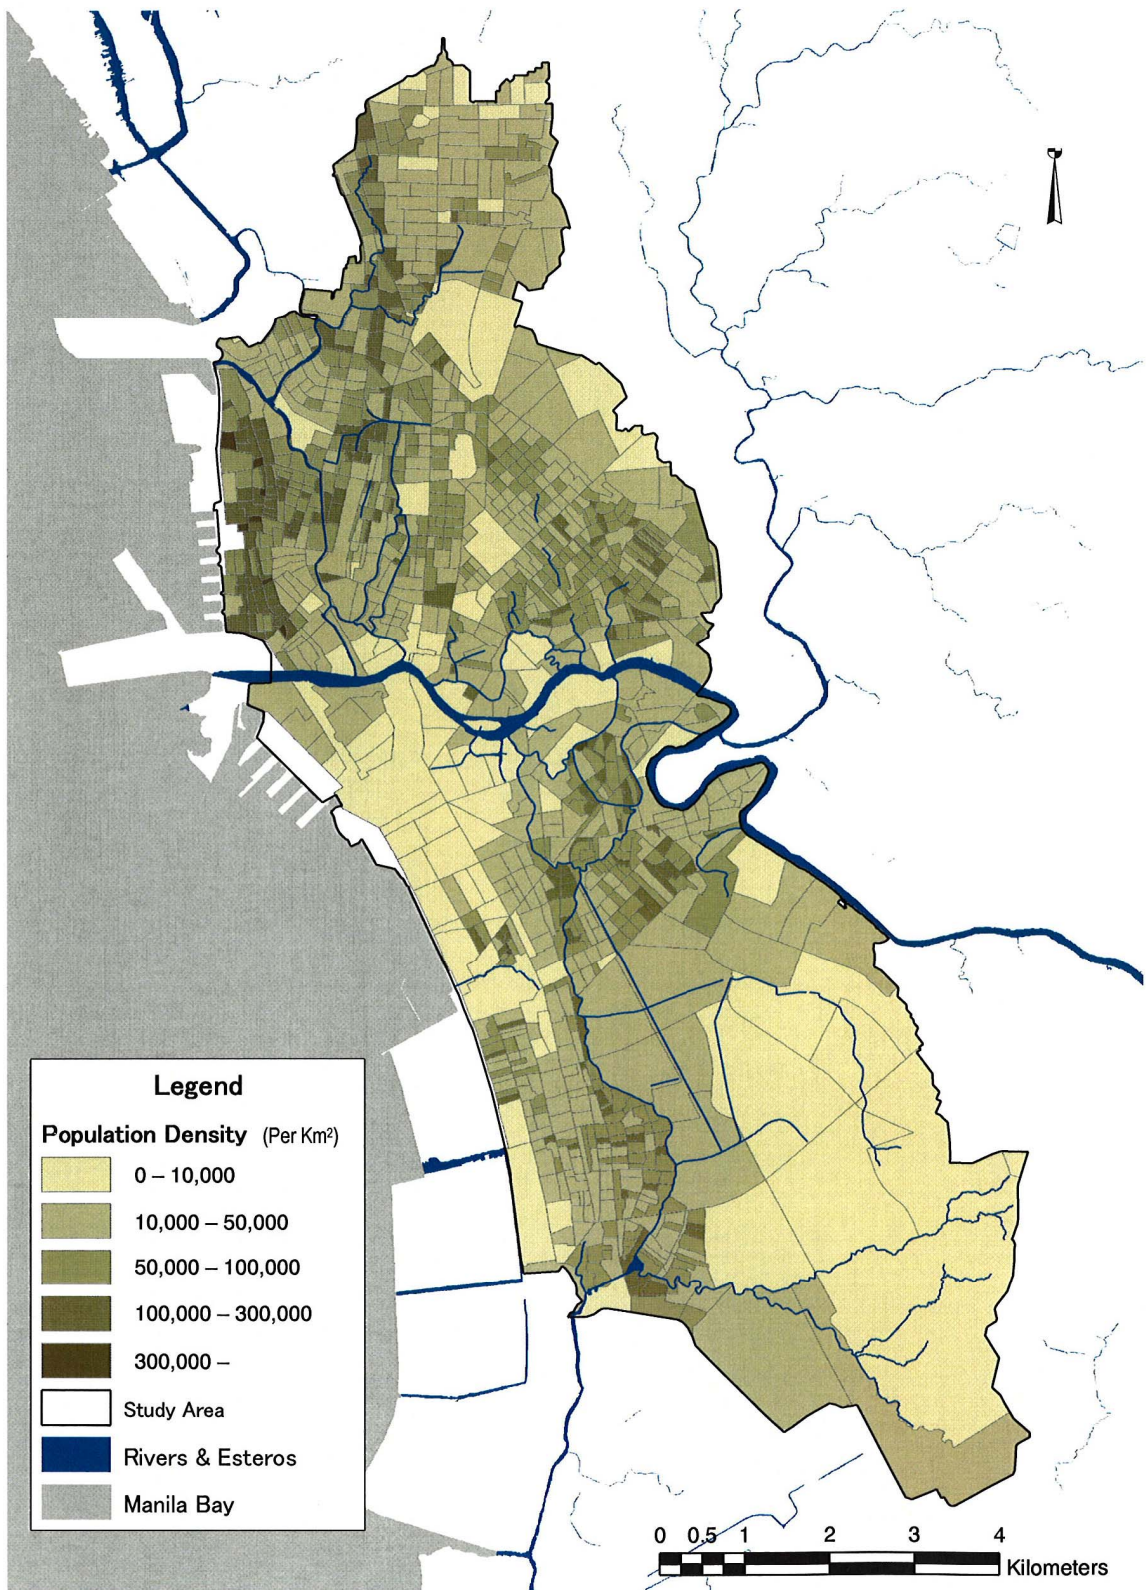 Legend
Population Density (Per Km²)
0 – 10,000
10,000 – 50,000
50,000 – 100,000
100,000 – 300,000
300,000 –
Study Area
Rivers & Esteros
Manila Bay
0 0.5 1 2 3 4
Kilometers